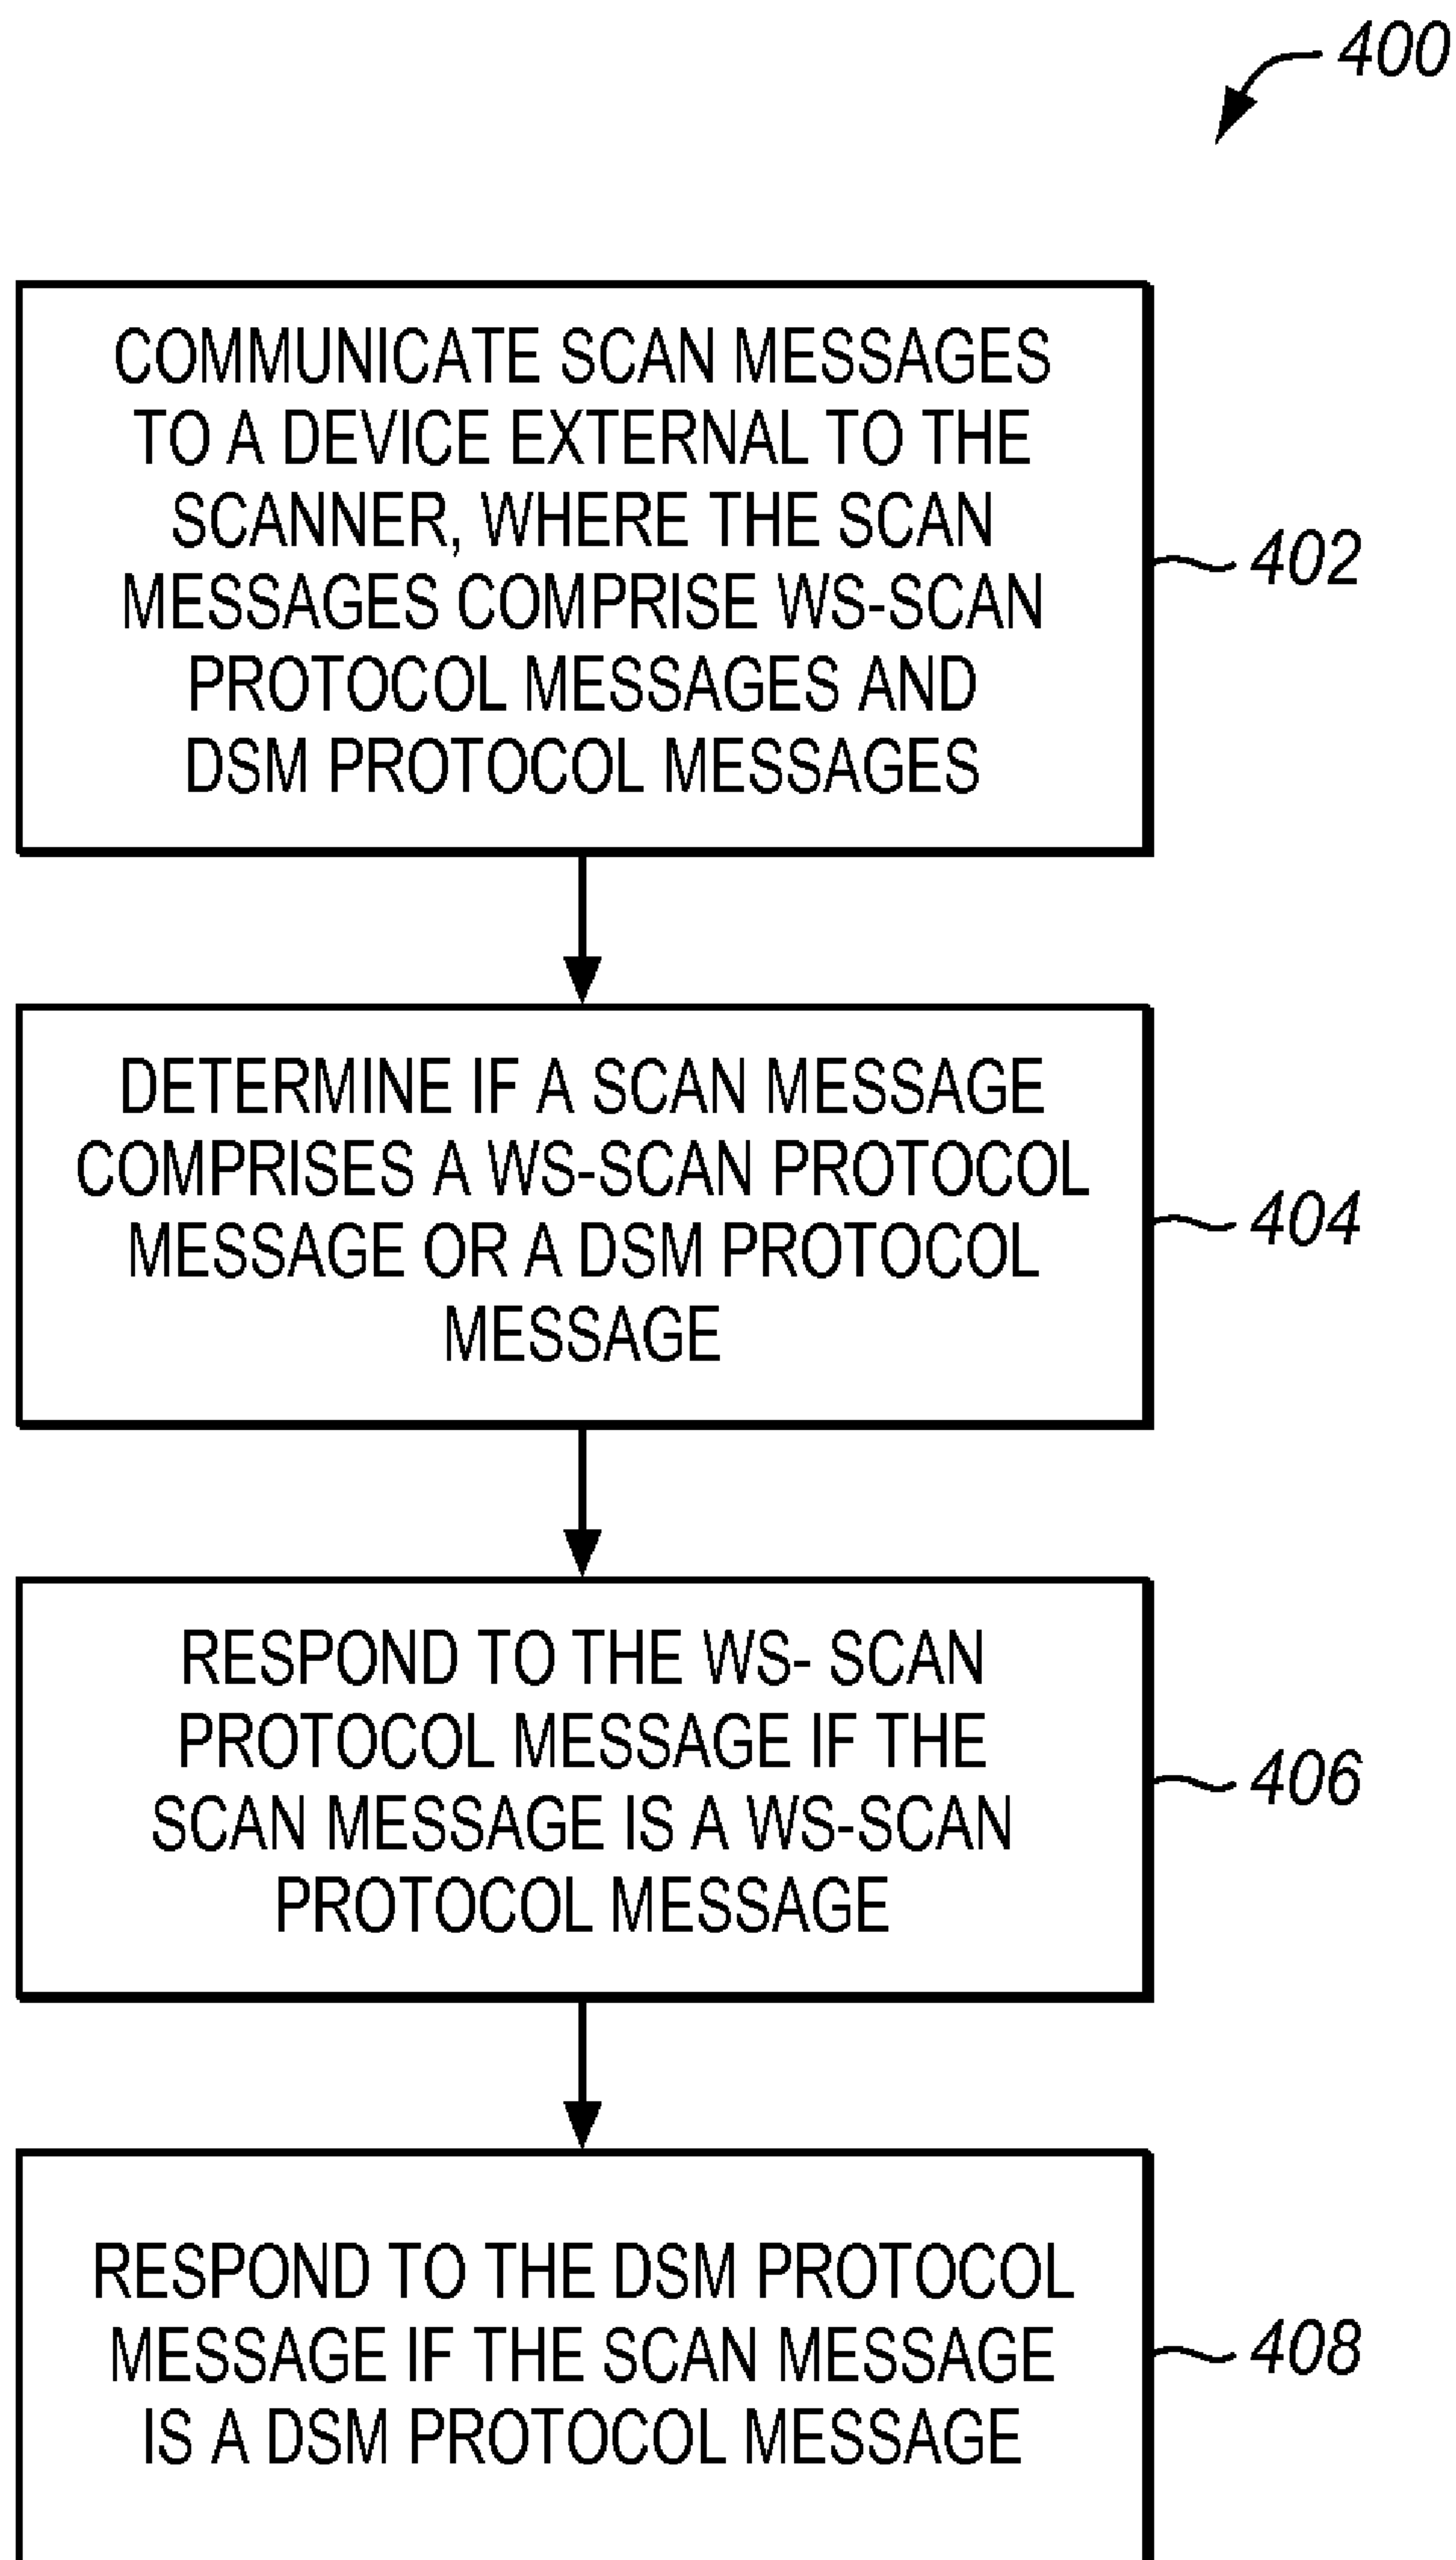 400
COMMUNICATE SCAN MESSAGES
TO A DEVICE EXTERNAL TO THE
SCANNER, WHERE THE SCAN
MESSAGES COMPRISE WS-SCAN
PROTOCOL MESSAGES AND
DSM PROTOCOL MESSAGES
402
DETERMINE IF A SCAN MESSAGE
COMPRISES A WS-SCAN PROTOCOL
MESSAGE OR A DSM PROTOCOL
MESSAGE
404
RESPOND TO THE WS- SCAN
PROTOCOL MESSAGE IF THE
SCAN MESSAGE IS A WS-SCAN
PROTOCOL MESSAGE
406
RESPOND TO THE DSM PROTOCOL
MESSAGE IF THE SCAN MESSAGE
IS A DSM PROTOCOL MESSAGE
408